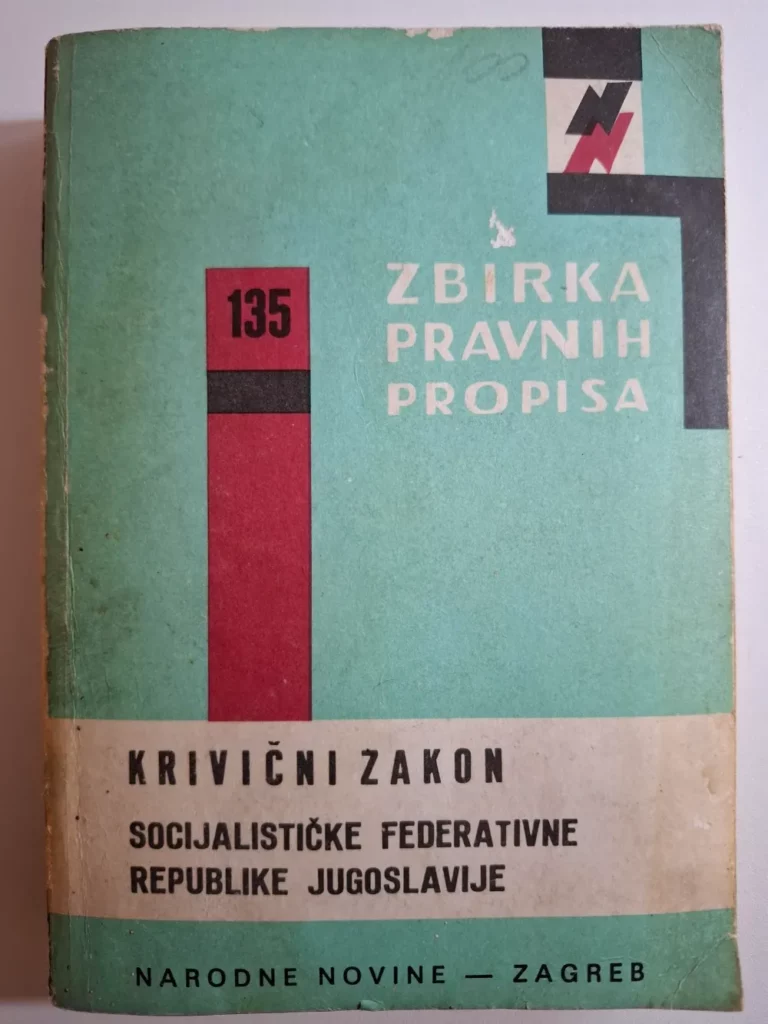 135
ZBIRKA
PRAVNIH
PROPISA
KRIVIČNI ZAKON
SOCIJALISTIČKE FEDERATIVNE
REPUBLIKE JUGOSLAVIJE
NARODNE NOVINE — ZAGREB